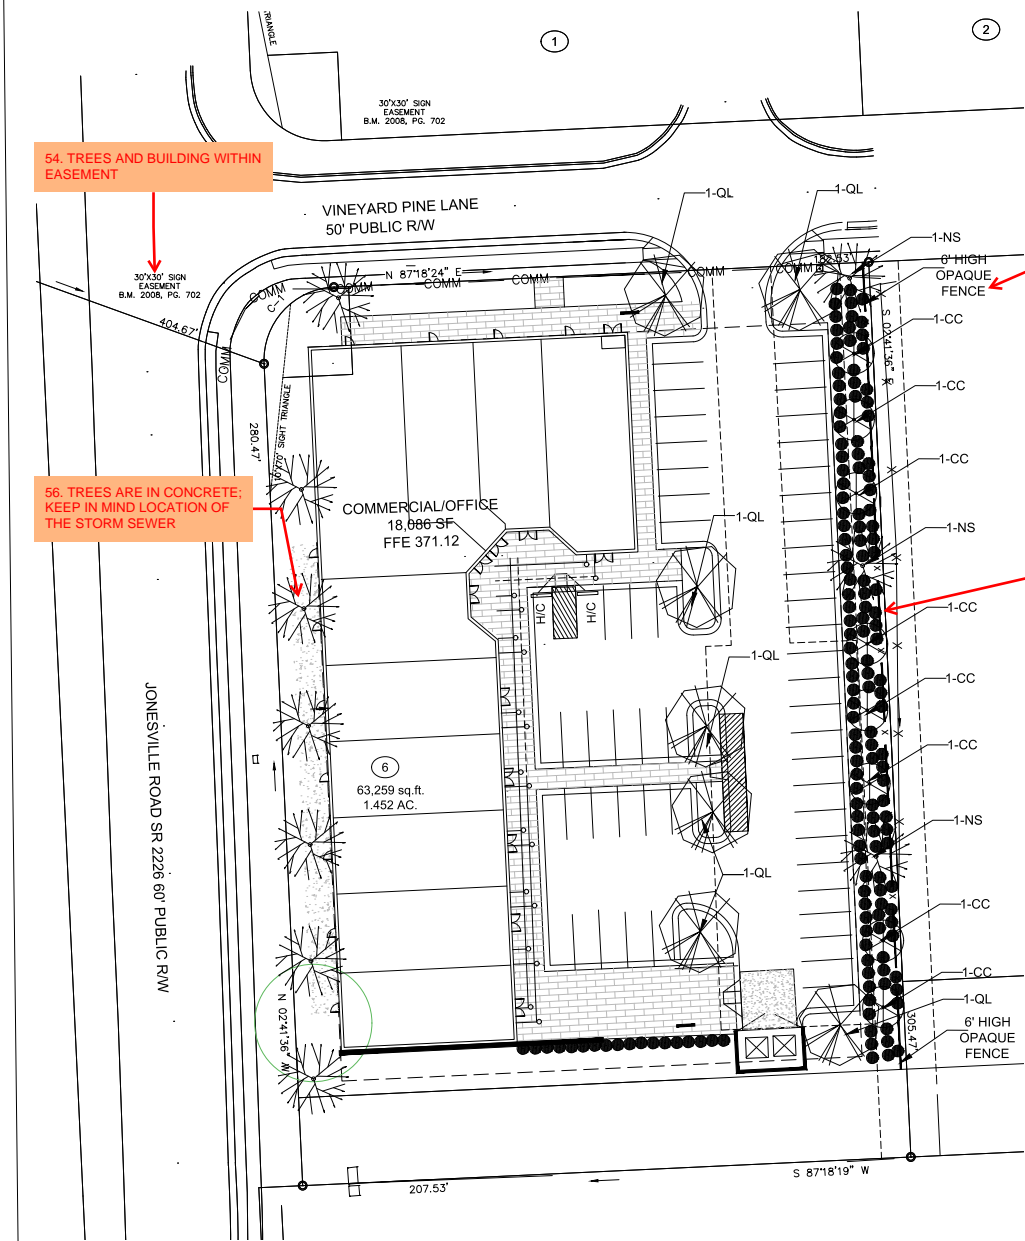 TRIANGLE
1
2
30'X30' SIGN
EASEMENT
B.M. 2008, PG. 702
54. TREES AND BUILDING WITHIN
EASEMENT
VINEYARD PINE LANE
50' PUBLIC R/W
1-QL
1-QL
1-NS
6' HIGH
OPAQUE
FENCE
30'X30' SIGN
EASEMENT
B.M. 2008, PG. 702
N 87°18'24" E
COMM
COMM
COMM
COMM
COMM
COMM
COMM
182.53'
C-1
404.67'
S 02°41'36" E
1-CC
1-CC
1-CC
280.47'
10'X70' SIGHT TRIANGLE
56. TREES ARE IN CONCRETE;
KEEP IN MIND LOCATION OF
THE STORM SEWER
COMMERCIAL/OFFICE
18,086 SF
FFE 371.12
1-QL
1-NS
H/C
H/C
1-CC
1-QL
1-CC
JONESVILLE ROAD SR 2226 60' PUBLIC R/W
6
63,259 sq.ft.
1.452 AC.
1-CC
1-NS
1-QL
1-CC
1-CC
1-QL
N 02°41'36" W
305.47'
6' HIGH
OPAQUE
FENCE
S 87°18'19" W
207.53'